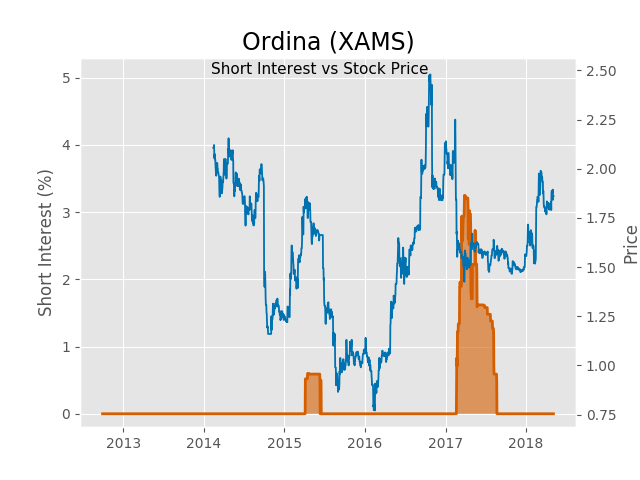 Ordina (XAMS)
Short Interest vs Stock Price
Short Interest (%)
5
4
3
2
1
0
2.50
2.25
2.00
1.75
1.50
1.25
1.00
0.75
Price
2013 2014 2015 2016 2017 2018